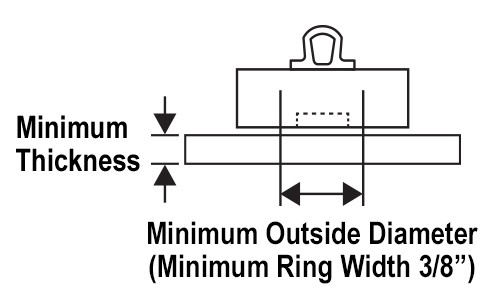 Minimum
Thickness
Minimum Outside Diameter
(Minimum Ring Width 3/8”)